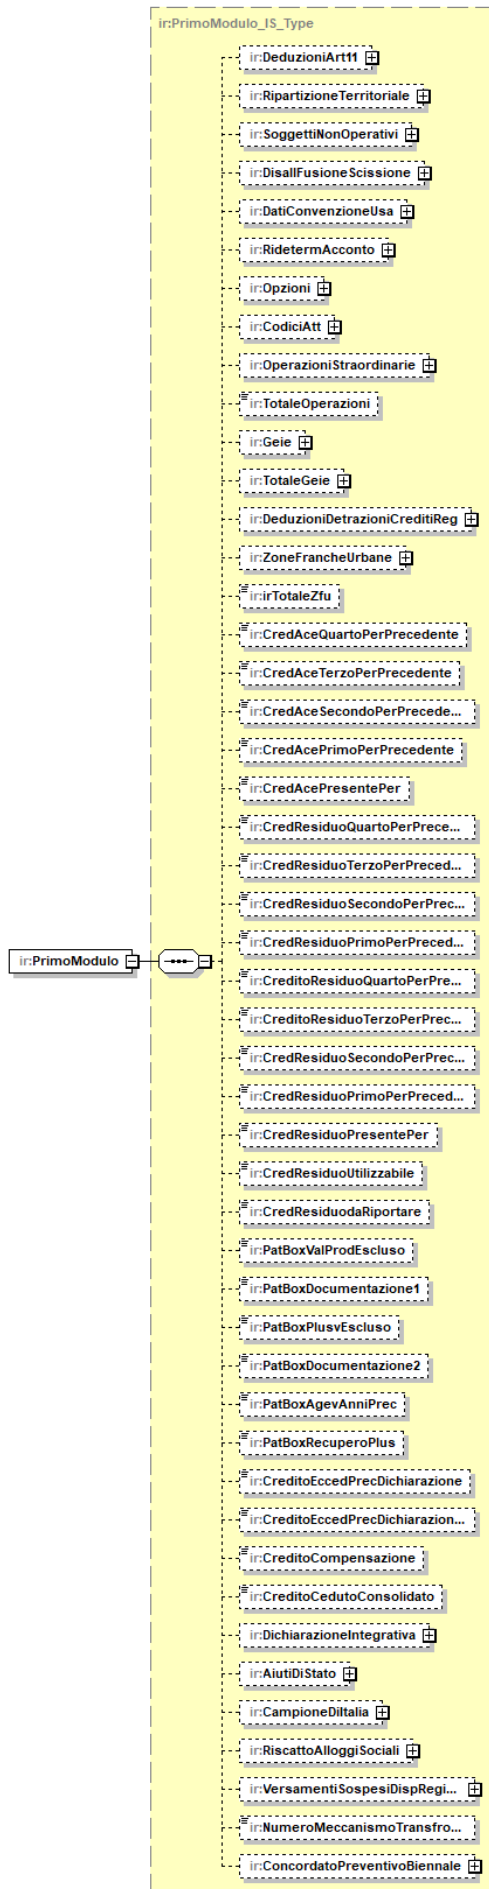 ir:PrimoModulo_IS_Type
ir:DeduzioniArt11
ir:RipartizioneTerritoriale
ir:SoggettiNonOperativi
ir:DisallFusioneScissione
ir:DatiConvenzioneUsa
ir:RidetermAcconto
ir:Opzioni
ir:CodiciAtt
ir:OperazioniStraordinarie
ir:TotaleOperazioni
ir:Geie
ir:TotaleGeie
ir:DeduzioniDetrazioniCreditiReg
ir:ZoneFrancheUrbane
ir:irTotaleZfu
ir:CredAceQuartoPerPrecedente
ir:CredAceTerzoPerPrecedente
ir:CredAceSecondoPerPrecede...
ir:CredAcePrimoPerPrecedente
ir:CredAcePresentePer
ir:CredResiduoQuartoPerPrece...
ir:CredResiduoTerzoPerPreced...
ir:CredResiduoSecondoPerPrec...
ir:CredResiduoPrimoPerPreced...
ir:PrimoModulo
ir:CreditoResiduoQuartoPerPre...
ir:CreditoResiduoTerzoPerPrec...
ir:CredResiduoSecondoPerPrec...
ir:CredResiduoPrimoPerPreced...
ir:CredResiduoPresentePer
ir:CredResiduoUtilizzabile
ir:CredResiduodaRiportare
ir:PatBoxValProdEscluso
ir:PatBoxDocumentazione1
ir:PatBoxPlusvEscluso
ir:PatBoxDocumentazione2
ir:PatBoxAgevAnniPrec
ir:PatBoxRecuperoPlus
ir:CreditoEccedPrecDichiarazione
ir:CreditoEccedPrecDichiarazion...
ir:CreditoCompensazione
ir:CreditoCedutoConsolidato
ir:DichiarazioneIntegrativa
ir:AiutiDiStato
ir:CampioneDiItalia
ir:RiscattoAlloggiSociali
ir:VersamentiSospesiDispRegi...
ir:NumeroMeccanismoTransfro...
ir:ConcordatoPreventivoBiennale